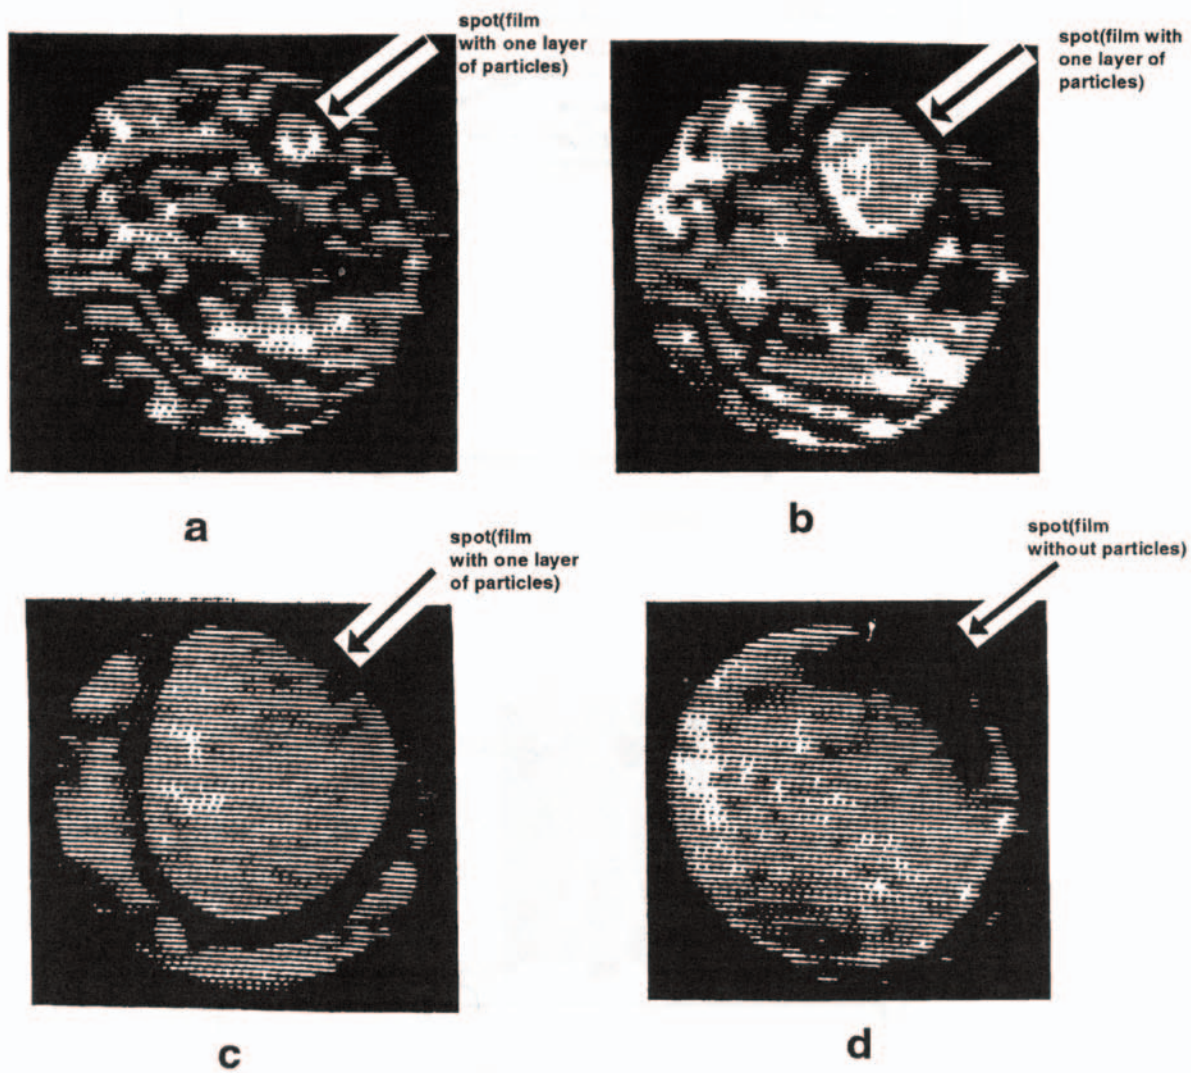 spot(film
with one layer
of particles)
spot(film with
one layer of
particles)
a
b
spot(film
with one layer
of particles)
spot(film
without particles)
c
d